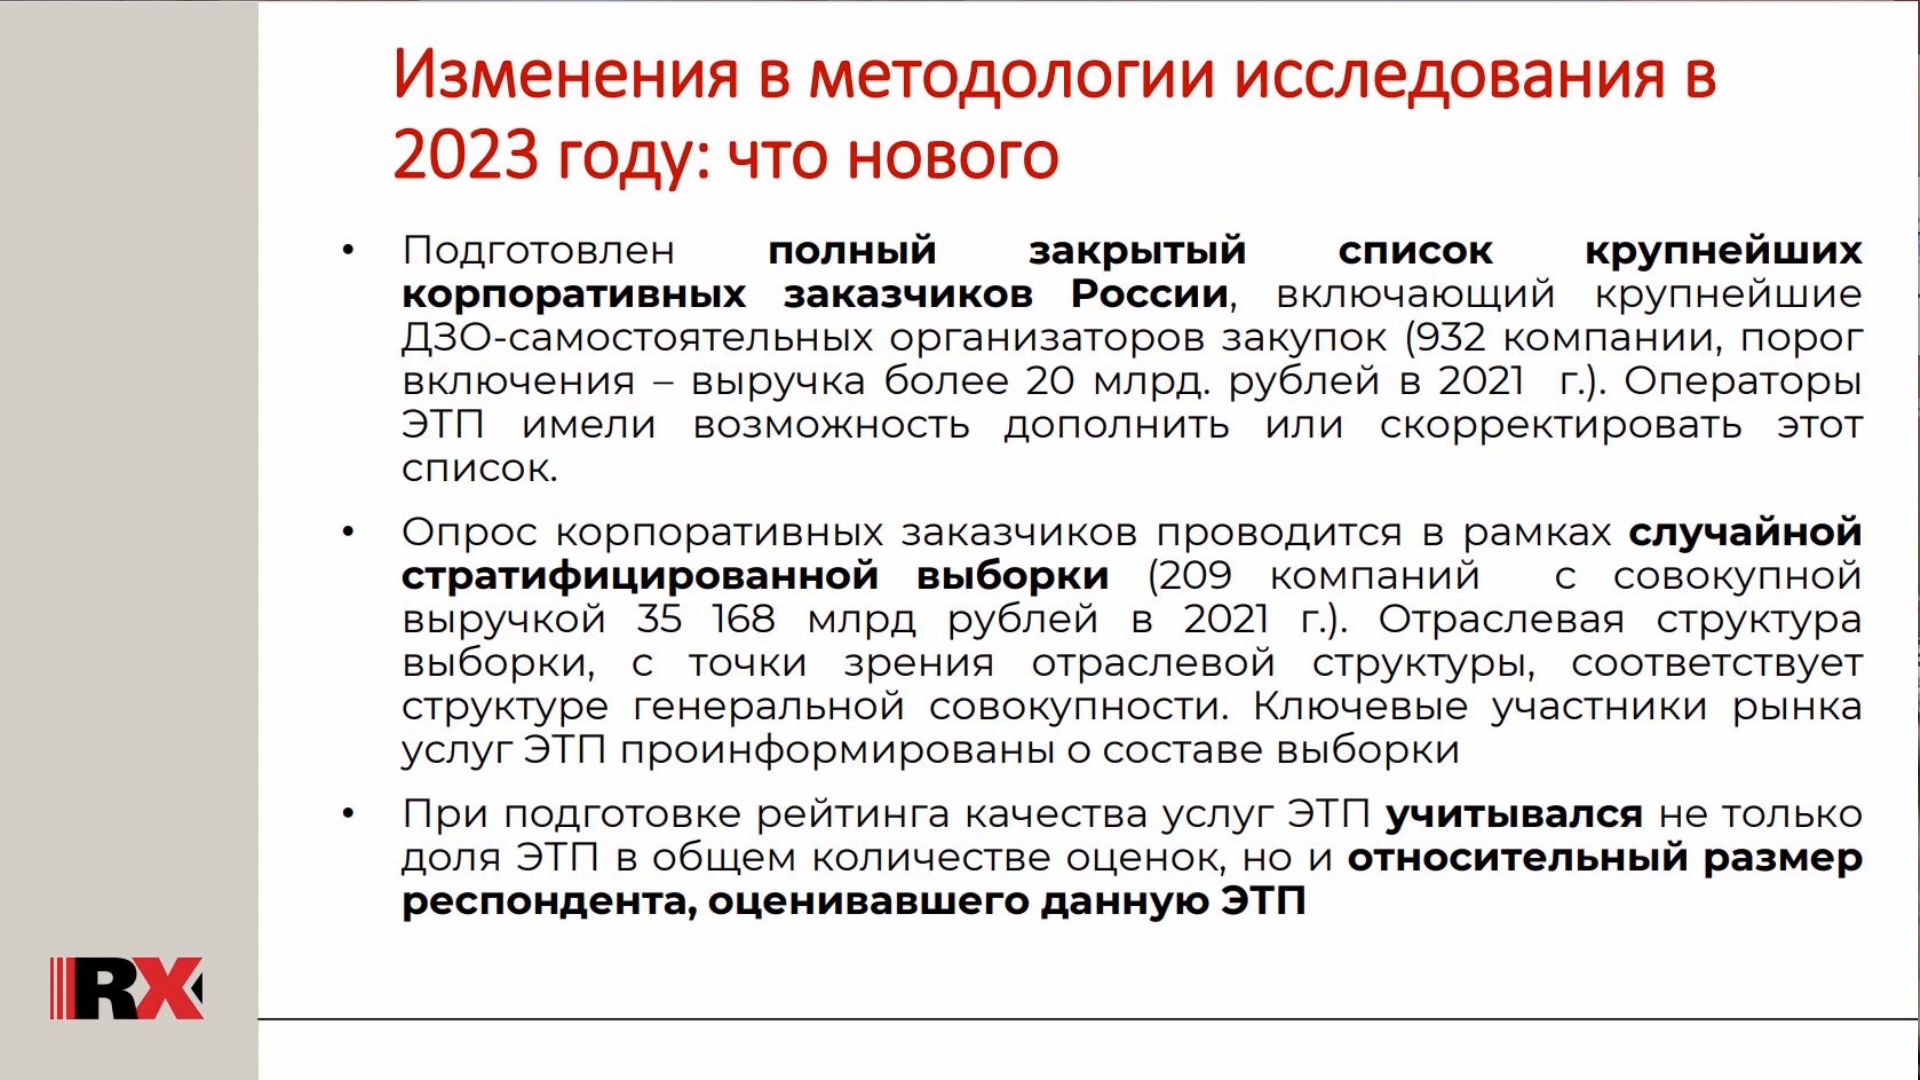 Изменения в методологии исследования в
2023 году: что нового
• Подготовлен полный закрытый список крупнейших
корпоративных заказчиков России, включающий крупнейшие
ДЗО-самостоятельных организаторов закупок (932 компании, порог
включения – выручка более 20 млрд. рублей в 2021 г.). Операторы
ЭТП имели возможность дополнить или скорректировать этот
список.
• Опрос корпоративных заказчиков проводится в рамках случайной
стратифицированной выборки (209 компаний с совокупной
выручкой 35 168 млрд рублей в 2021 г.). Отраслевая структура
выборки, с точки зрения отраслевой структуры, соответствует
структуре генеральной совокупности. Ключевые участники рынка
услуг ЭТП проинформированы о составе выборки
• При подготовке рейтинга качества услуг ЭТП учитывался не только
доля ЭТП в общем количестве оценок, но и относительный размер
респондента, оценивавшего данную ЭТП
RX